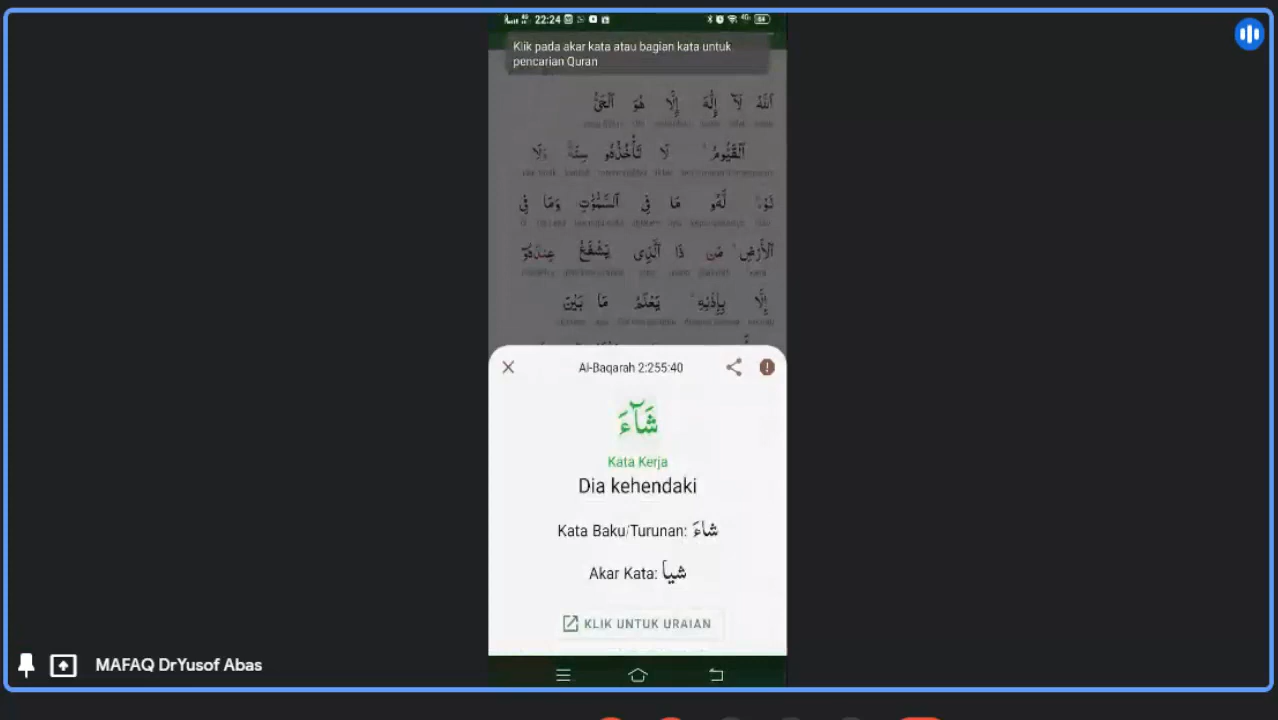 22:24
84
Klik pada akar kata atau bagian kata untuk
pencarian Quran
ٱللَّهُ لَآ إِلَٰهَ إِلَّا هُوَ ٱلْحَىُّ
ٱلْقَيُّومُ ۚ لَا تَأْخُذُهُۥ سِنَةٌ وَلَا
نَوْمٌ ۚ لَّهُۥ مَا فِى ٱلسَّمَٰوَٰتِ وَمَا فِى
ٱلْأَرْضِ ۗ مَن ذَا ٱلَّذِى يَشْفَعُ عِندَهُۥٓ
إِلَّا بِإِذْنِهِۦ ۚ يَعْلَمُ مَا بَيْنَ
Al-Baqarah 2:255:40
شَآءَ
Kata Kerja
Dia kehendaki
Kata Baku/Turunan: شاءَ
Akar Kata: شيأ
KLIK UNTUK URAIAN
MAFAQ DrYusof Abas